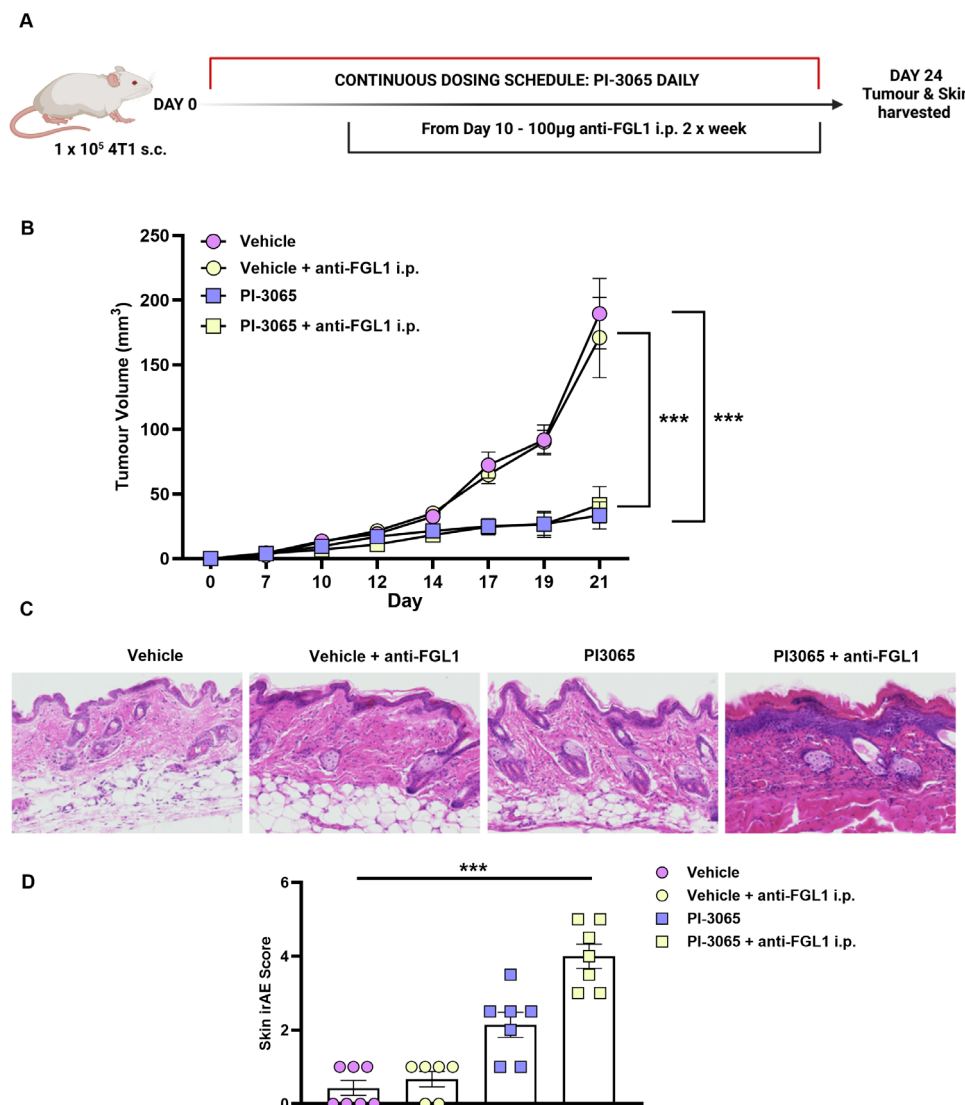 A
CONTINUOUS DOSING SCHEDULE: PI-3065 DAILY
DAY 0
From Day 10 - 100µg anti-FGL1 i.p. 2 x week
1 x 10⁵ 4T1 s.c.
DAY 24
Tumour & Skin
harvested
B
Tumour Volume (mm³)
250
200
150
100
50
0
Vehicle
Vehicle + anti-FGL1 i.p.
PI-3065
PI-3065 + anti-FGL1 i.p.
***
***
0 7 10 12 14 17 19 21
Day
C
Vehicle
Vehicle + anti-FGL1
PI3065
PI3065 + anti-FGL1
D
Skin irAE Score
6
4
2
0
***
Vehicle
Vehicle + anti-FGL1 i.p.
PI-3065
PI-3065 + anti-FGL1 i.p.